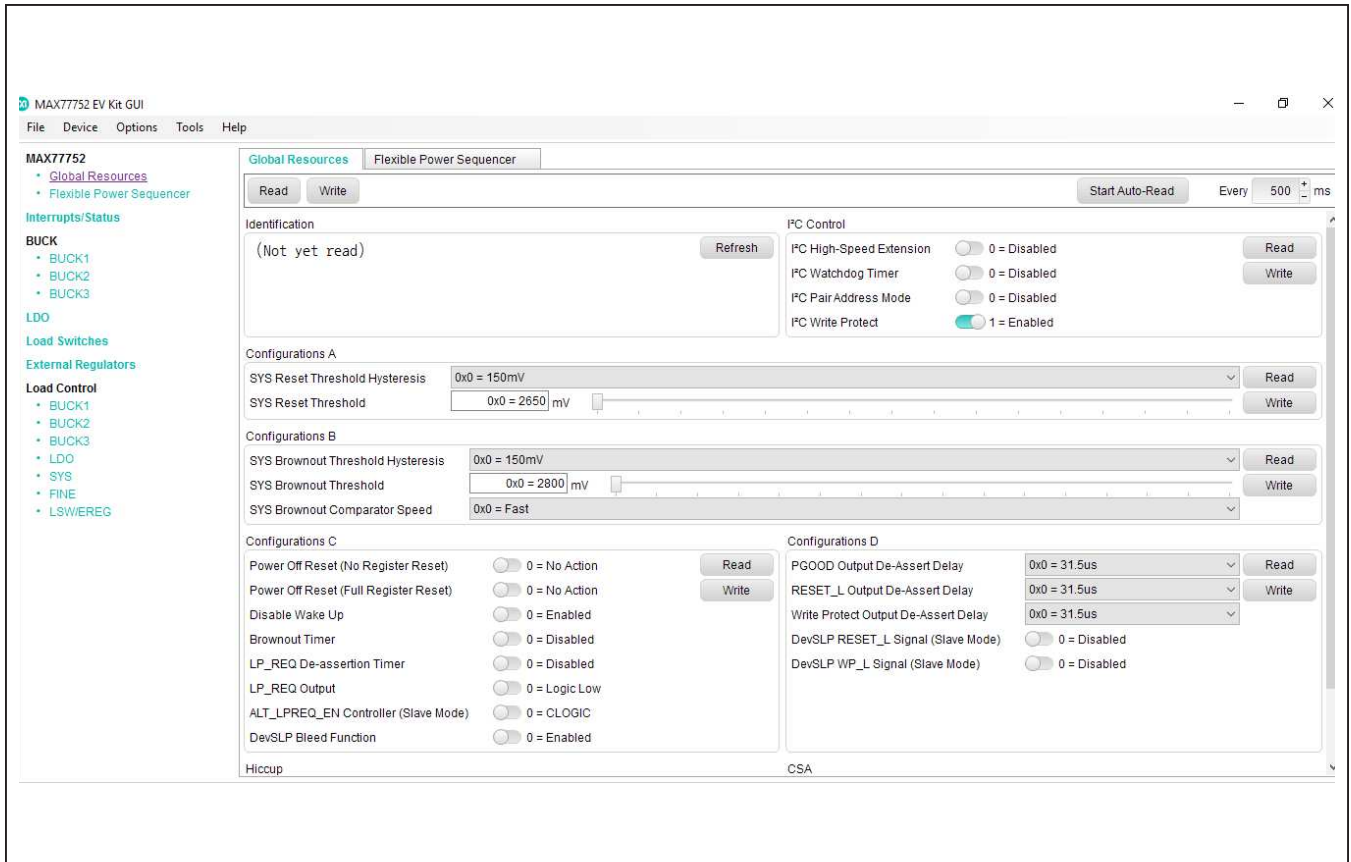 MAX77752 EV Kit GUI
File Device Options Tools Help
MAX77752
• Global Resources
• Flexible Power Sequencer
Interrupts/Status
BUCK
• BUCK1
• BUCK2
• BUCK3
LDO
Load Switches
External Regulators
Load Control
• BUCK1
• BUCK2
• BUCK3
• LDO
• SYS
• FINE
• LSW/EREG
Global Resources Flexible Power Sequencer
Read Write Start Auto-Read Every 500 ms
Identification
(Not yet read) Refresh
I²C Control
I²C High-Speed Extension 0 = Disabled Read
I²C Watchdog Timer 0 = Disabled Write
I²C Pair Address Mode 0 = Disabled
I²C Write Protect 1 = Enabled
Configurations A
SYS Reset Threshold Hysteresis 0x0 = 150mV Read
SYS Reset Threshold 0x0 = 2650 mV Write
Configurations B
SYS Brownout Threshold Hysteresis 0x0 = 150mV Read
SYS Brownout Threshold 0x0 = 2800 mV Write
SYS Brownout Comparator Speed 0x0 = Fast
Configurations C
Power Off Reset (No Register Reset) 0 = No Action Read
Power Off Reset (Full Register Reset) 0 = No Action Write
Disable Wake Up 0 = Enabled
Brownout Timer 0 = Disabled
LP_REQ De-assertion Timer 0 = Disabled
LP_REQ Output 0 = Logic Low
ALT_LPREQ_EN Controller (Slave Mode) 0 = CLOGIC
DevSLP Bleed Function 0 = Enabled
Configurations D
PGOOD Output De-Assert Delay 0x0 = 31.5us Read
RESET_L Output De-Assert Delay 0x0 = 31.5us Write
Write Protect Output De-Assert Delay 0x0 = 31.5us
DevSLP RESET_L Signal (Slave Mode) 0 = Disabled
DevSLP WP_L Signal (Slave Mode) 0 = Disabled
Hiccup
CSA